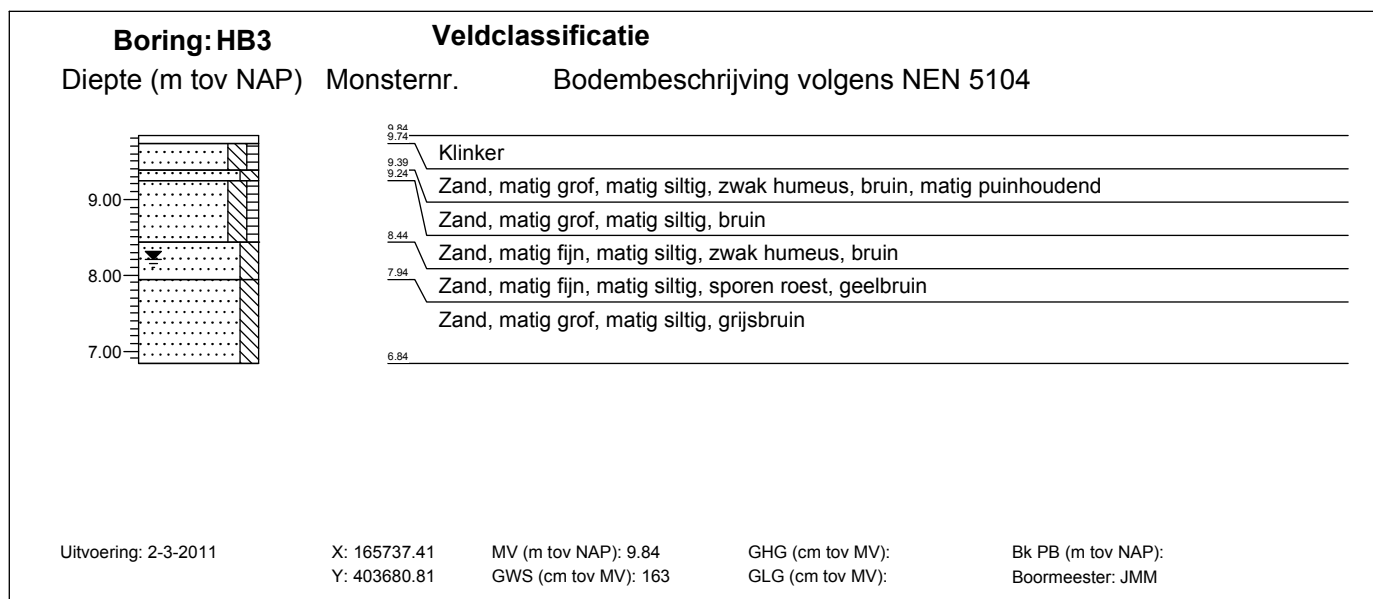 Boring: HB3 Veldclassificatie
Diepte (m tov NAP) Monsternr. Bodembeschrijving volgens NEN 5104
9.84
9.74
Klinker
9.39
Zand, matig grof, matig siltig, zwak humeus, bruin, matig puinhoudend
9.24
9.00
Zand, matig grof, matig siltig, bruin
8.44
Zand, matig fijn, matig siltig, zwak humeus, bruin
8.00
7.94
Zand, matig fijn, matig siltig, sporen roest, geelbruin
Zand, matig grof, matig siltig, grijsbruin
7.00
6.84
Uitvoering: 2-3-2011 X: 165737.41 MV (m tov NAP): 9.84 GHG (cm tov MV): Bk PB (m tov NAP):
Y: 403680.81 GWS (cm tov MV): 163 GLG (cm tov MV): Boormeester: JMM